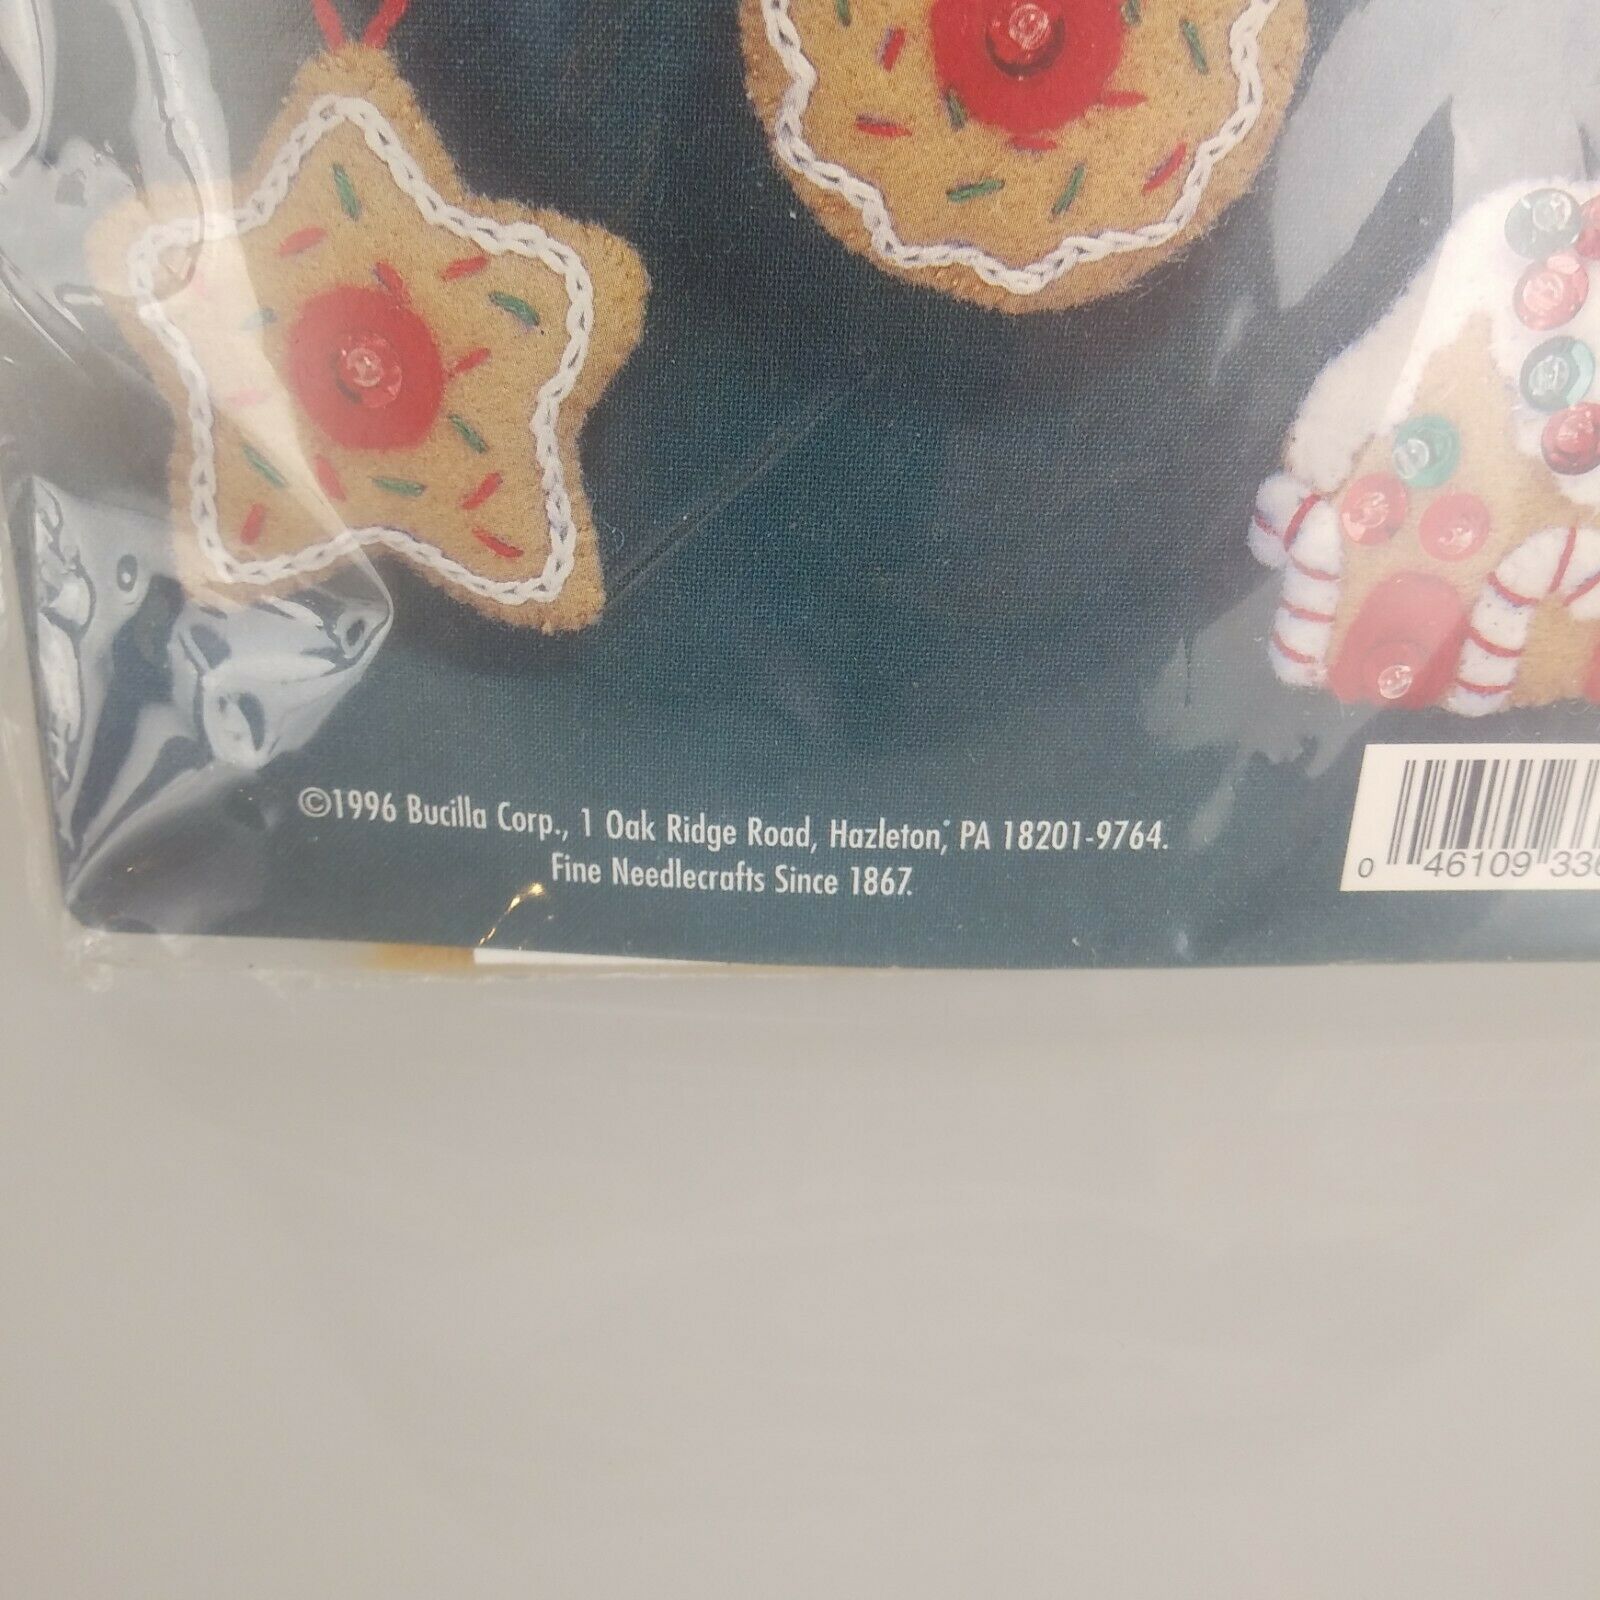 ©1996 Bucilla Corp., 1 Oak Ridge Road, Hazleton, PA 18201-9764.
Fine Needlecrafts Since 1867.
0 46109 33